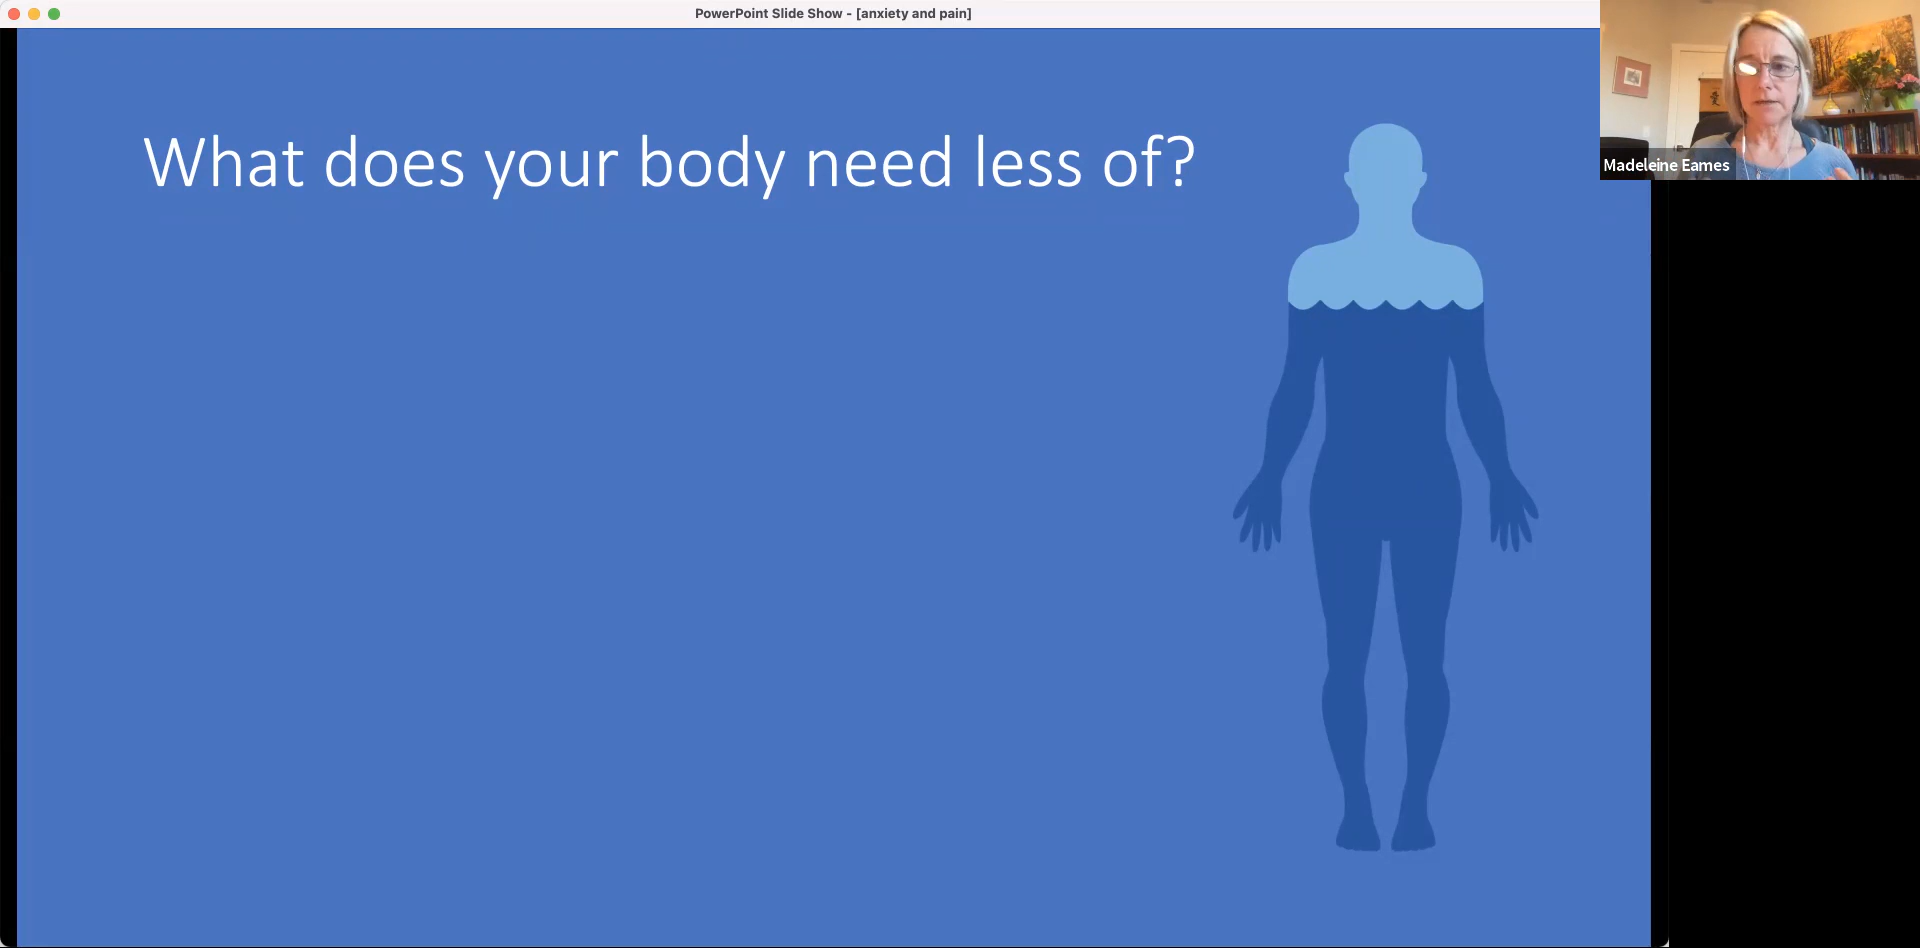 PowerPoint Slide Show - [anxiety and pain]
What does your body need less of?
Madeleine Eames